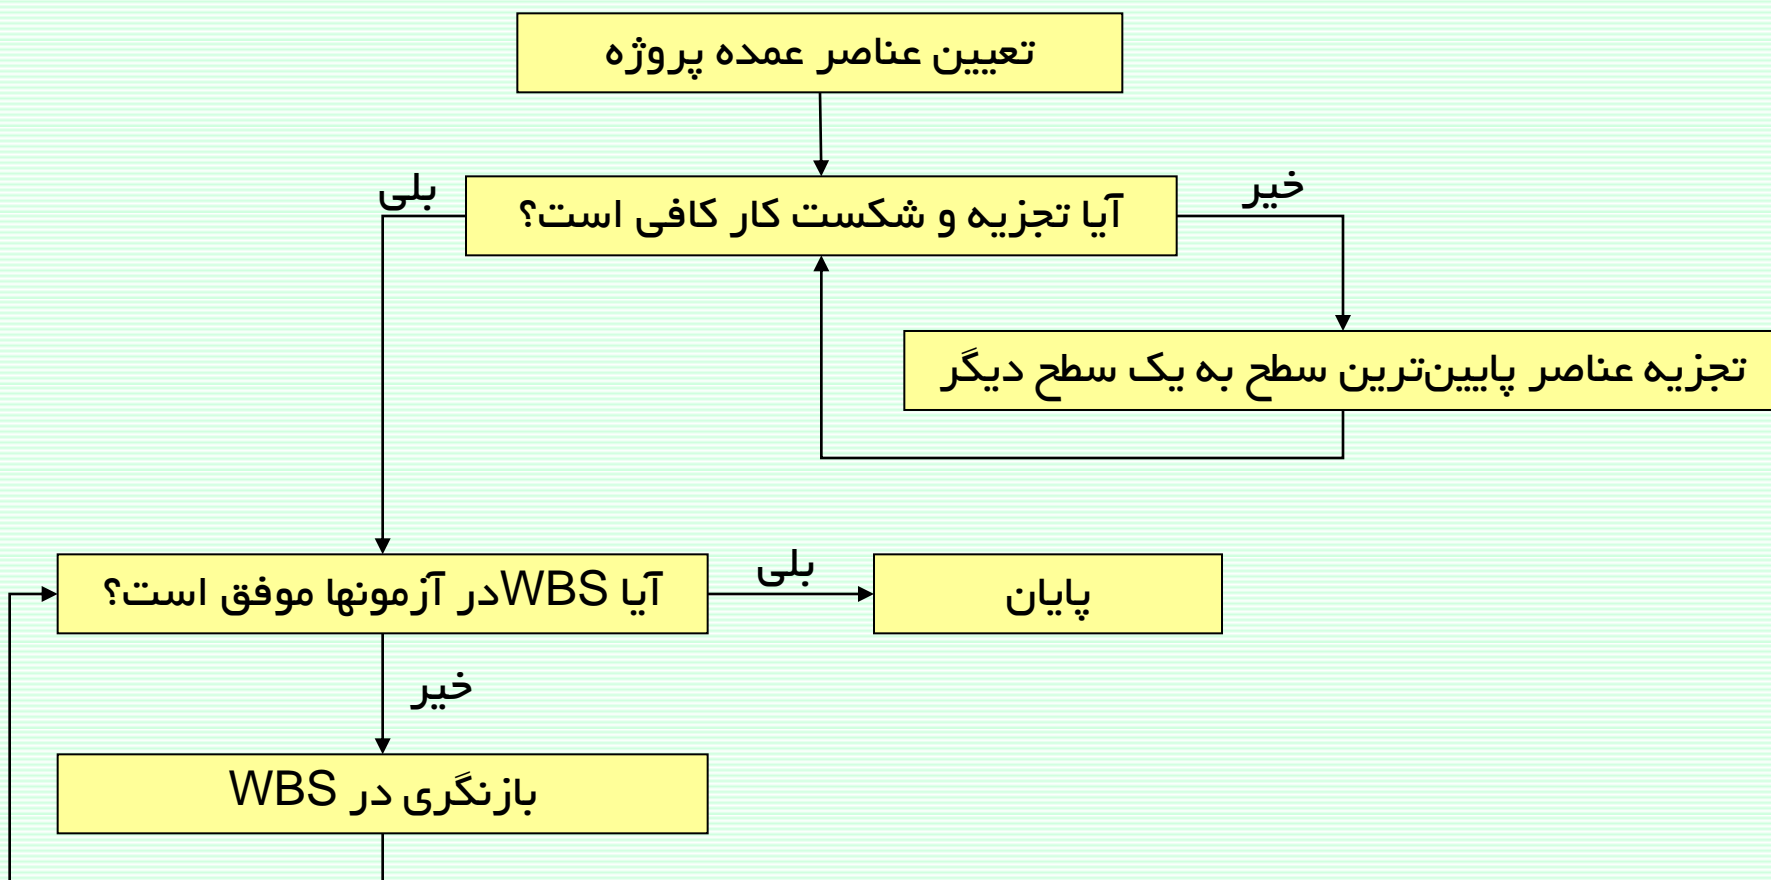 تعیین عناصر عمده پروژه
خیر
بلی
آیا تجزیه و شکست کار کافی است؟
تجزیه عناصر پایین‌ترین سطح به یک سطح دیگر
آیا WBSدر آزمونها موفق است؟
بلی
پایان
خیر
بازنگری در WBS